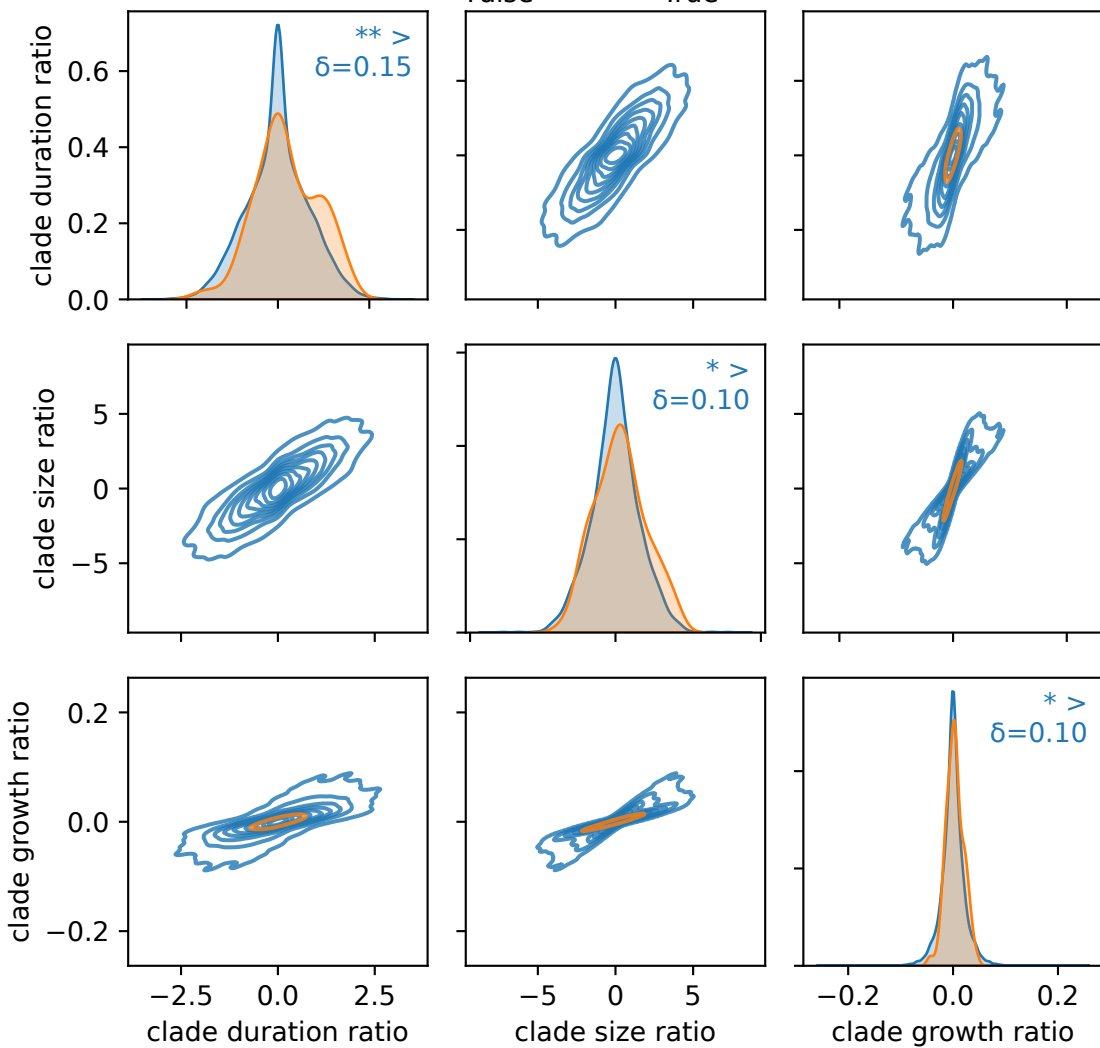 clade duration ratio
0.6
0.4
0.2
0.0
** >
δ=0.15
clade size ratio
5
0
−5
* >
δ=0.10
clade growth ratio
0.2
0.0
−0.2
* >
δ=0.10
−2.5 0.0 2.5
clade duration ratio
−5 0 5
clade size ratio
−0.2 0.0 0.2
clade growth ratio